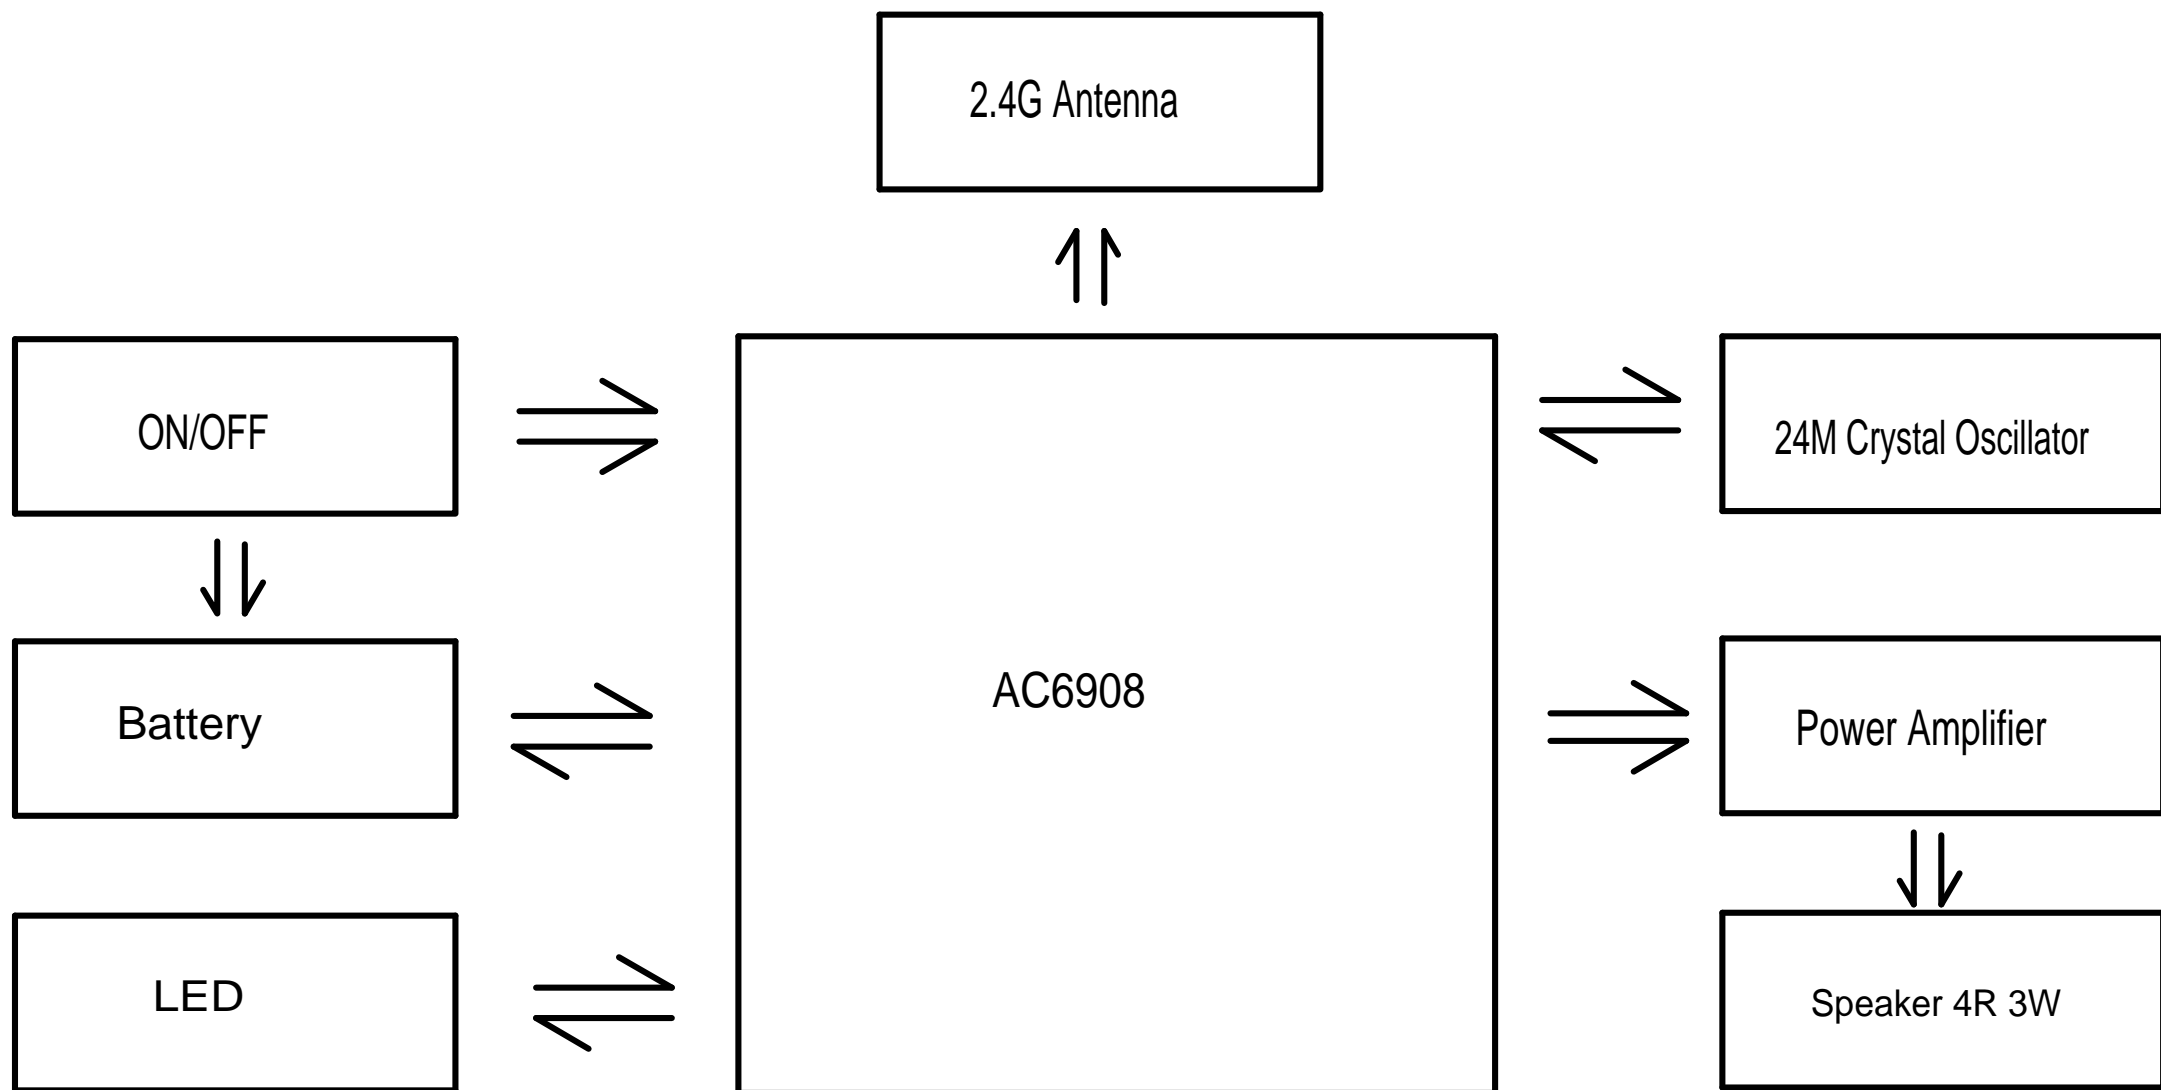 2.4G Antenna
ON/OFF
24M Crystal Oscillator
AC6908
Battery
Power Amplifier
LED
Speaker 4R 3W